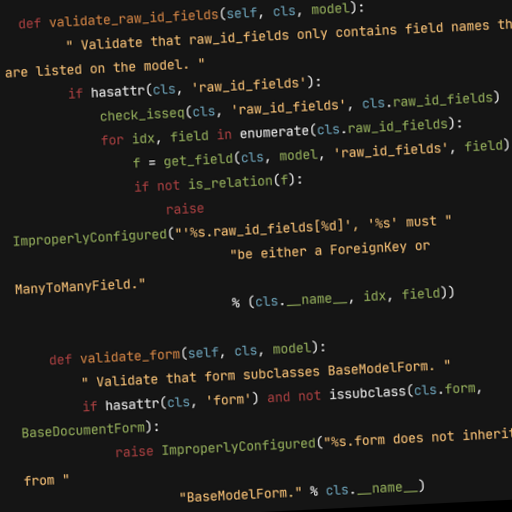 def validate_raw_id_fields(self, cls, model):
" Validate that raw_id_fields only contains field names th
are listed on the model. "
if hasattr(cls, 'raw_id_fields'):
check_isseq(cls, 'raw_id_fields', cls.raw_id_fields)
for idx, field in enumerate(cls.raw_id_fields):
f = get_field(cls, model, 'raw_id_fields', field)
if not is_relation(f):
raise
ImproperlyConfigured("'%s.raw_id_fields[%d]', '%s' must "
"be either a ForeignKey or
ManyToManyField."
% (cls.__name__, idx, field))
def validate_form(self, cls, model):
" Validate that form subclasses BaseModelForm. "
if hasattr(cls, 'form') and not issubclass(cls.form,
BaseDocumentForm):
raise ImproperlyConfigured("%s.form does not inherit
from "
"BaseModelForm." % cls.__name__)